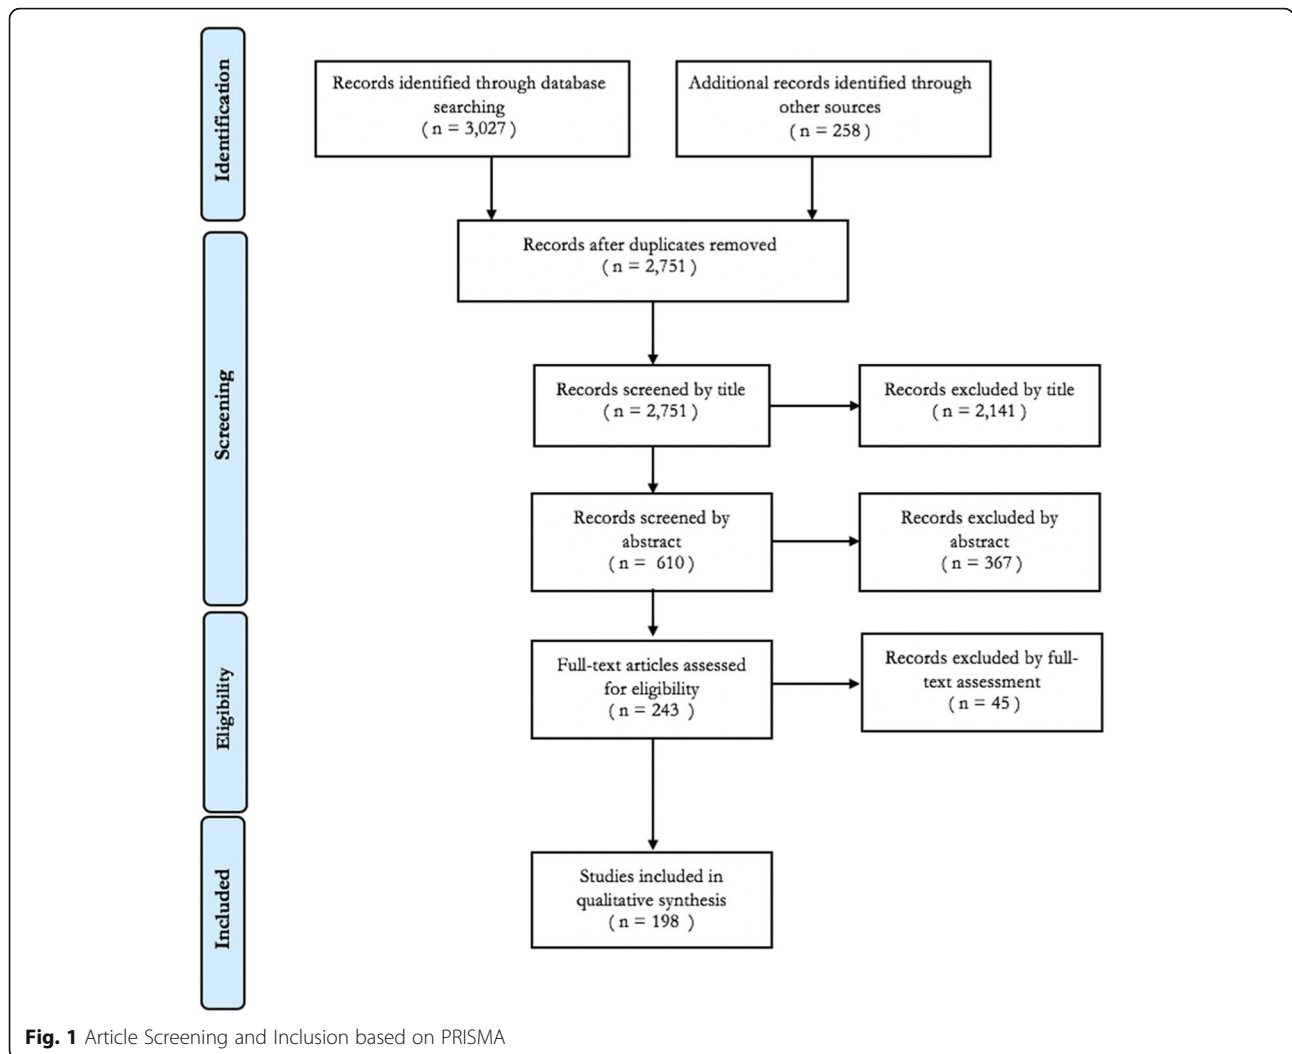 Identification
Records identified through database
searching
( n = 3,027 )
Additional records identified through
other sources
( n = 258 )
Screening
Records after duplicates removed
( n = 2,751 )
Records screened by title
( n = 2,751 )
Records excluded by title
( n = 2,141 )
Records screened by
abstract
( n = 610 )
Records excluded by
abstract
( n = 367 )
Eligibility
Full-text articles assessed
for eligibility
( n = 243 )
Records excluded by full-
text assessment
( n = 45 )
Included
Studies included in
qualitative synthesis
( n = 198 )
Fig. 1 Article Screening and Inclusion based on PRISMA